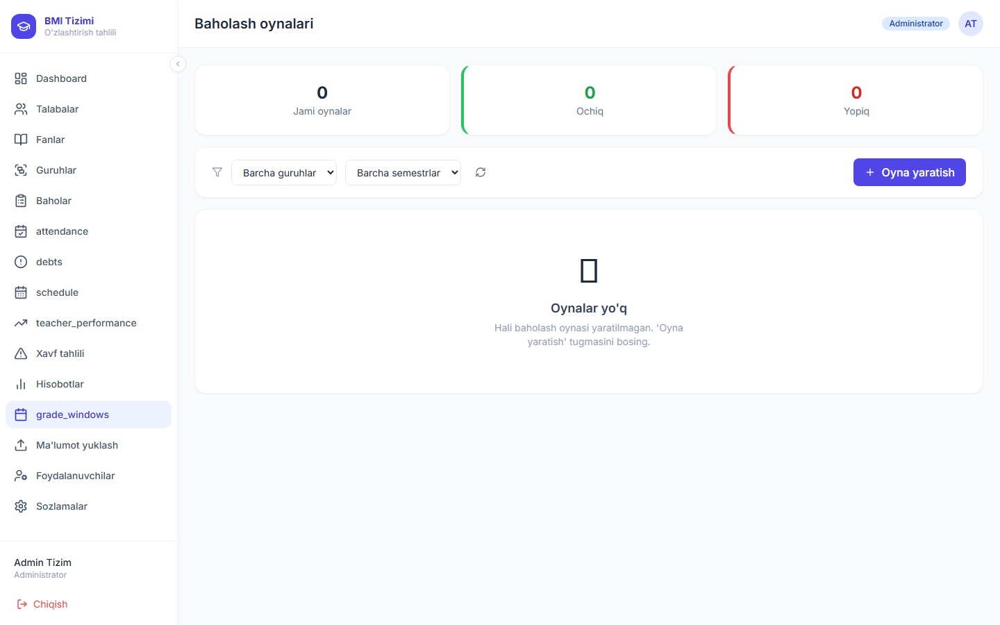 BMI Tizimi
O'zlashtirish tahlili
Dashboard
Talabalar
Fanlar
Guruhlar
Baholar
attendance
debts
schedule
teacher_performance
Xavf tahlili
Hisobotlar
grade_windows
Ma'lumot yuklash
Foydalanuvchilar
Sozlamalar
Admin Tizim
Administrator
Chiqish
Baholash oynalari
Administrator
AT
0
Jami oynalar
0
Ochiq
0
Yopiq
Barcha guruhlar
Barcha semestrlar
Oyna yaratish
Oynalar yo'q
Hali baholash oynasi yaratilmagan. 'Oyna
yaratish' tugmasini bosing.